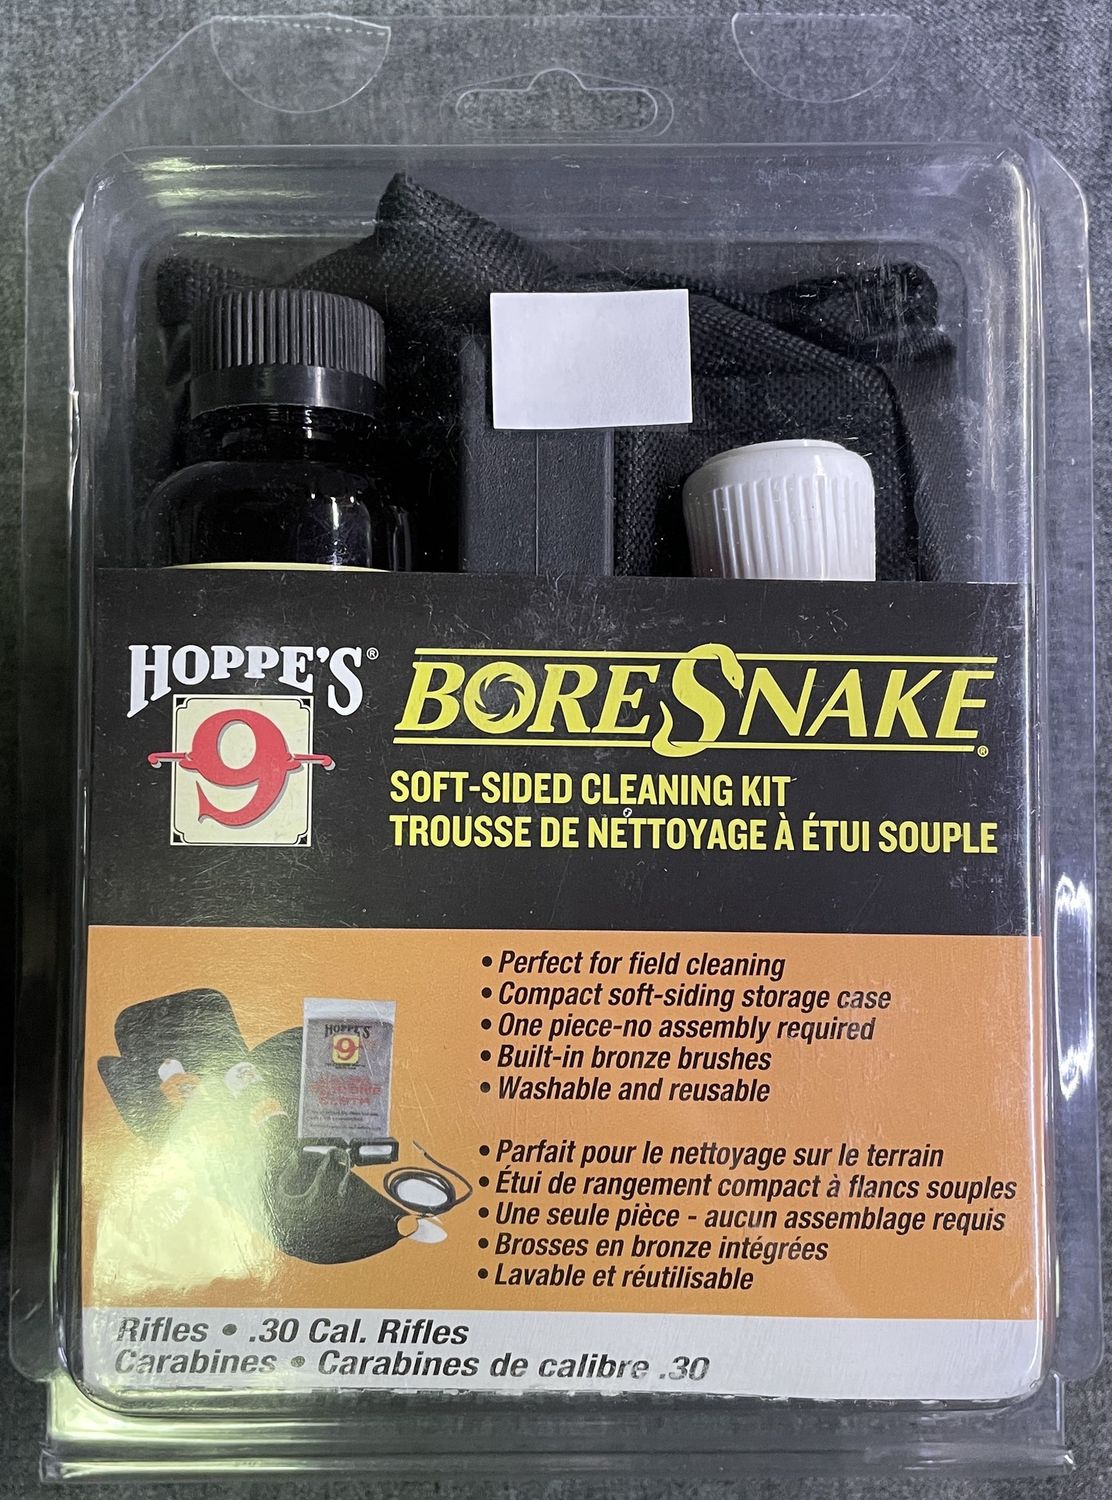 HOPPE'S®
9
BORESNAKE®
SOFT-SIDED CLEANING KIT
TROUSSE DE NETTOYAGE À ÉTUI SOUPLE
• Perfect for field cleaning
• Compact soft-siding storage case
• One piece-no assembly required
• Built-in bronze brushes
• Washable and reusable
HOPPE'S
9
CLOTH
• Parfait pour le nettoyage sur le terrain
• Étui de rangement compact à flancs souples
• Une seule pièce - aucun assemblage requis
• Brosses en bronze intégrées
• Lavable et réutilisable
Rifles • .30 Cal. Rifles
Carabines • Carabines de calibre .30